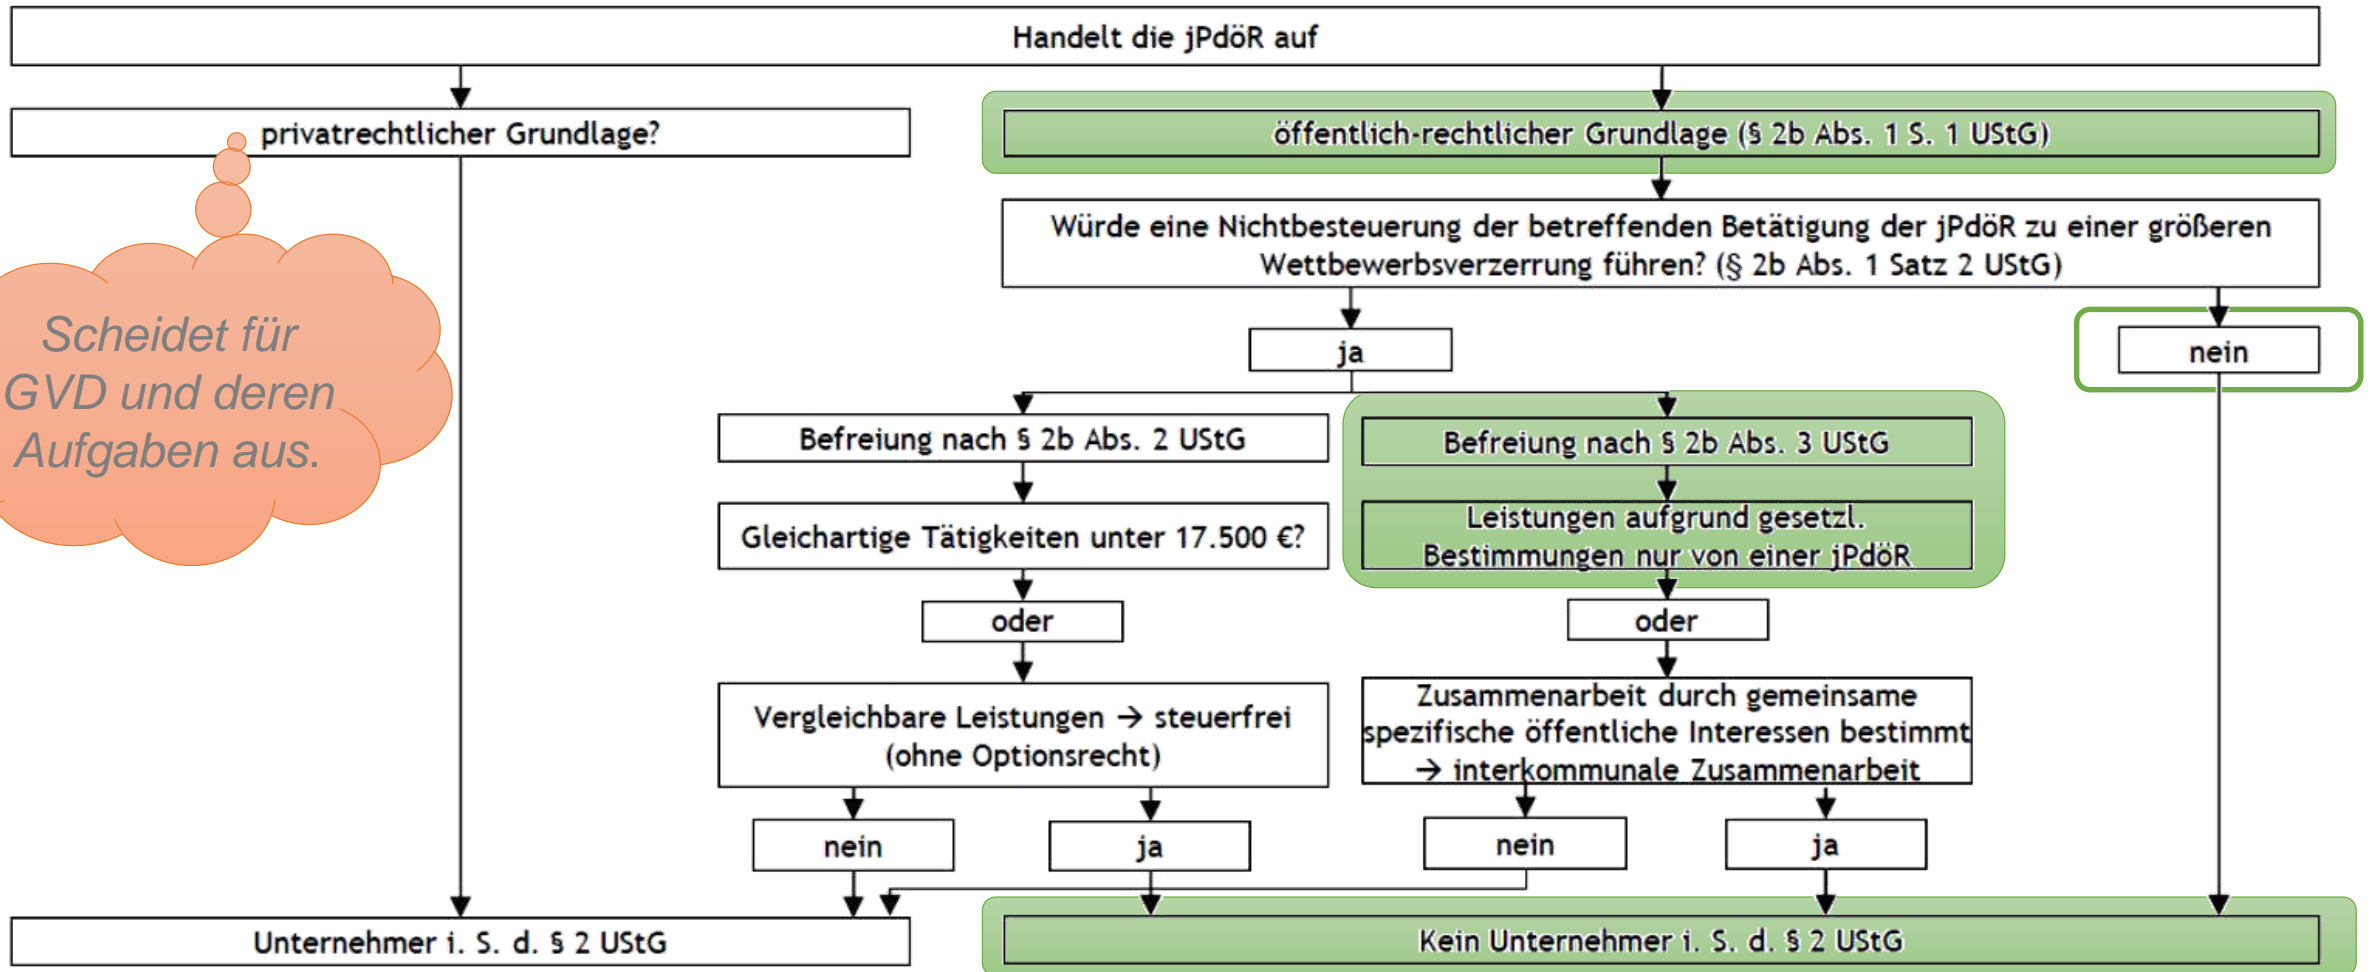 Handelt die jPdöR auf
privatrechtlicher Grundlage?
öffentlich-rechtlicher Grundlage (§ 2b Abs. 1 S. 1 UStG)
Würde eine Nichtbesteuerung der betreffenden Betätigung der jPdöR zu einer größeren
Wettbewerbsverzerrung führen? (§ 2b Abs. 1 Satz 2 UStG)
Scheidet für
GVD und deren
Aufgaben aus.
ja
nein
Befreiung nach § 2b Abs. 2 UStG
Befreiung nach § 2b Abs. 3 UStG
Gleichartige Tätigkeiten unter 17.500 €?
Leistungen aufgrund gesetzl.
Bestimmungen nur von einer jPdöR
oder
oder
Vergleichbare Leistungen → steuerfrei
(ohne Optionsrecht)
Zusammenarbeit durch gemeinsame
spezifische öffentliche Interessen bestimmt
→ interkommunale Zusammenarbeit
nein
ja
nein
ja
Unternehmer i. S. d. § 2 UStG
Kein Unternehmer i. S. d. § 2 UStG